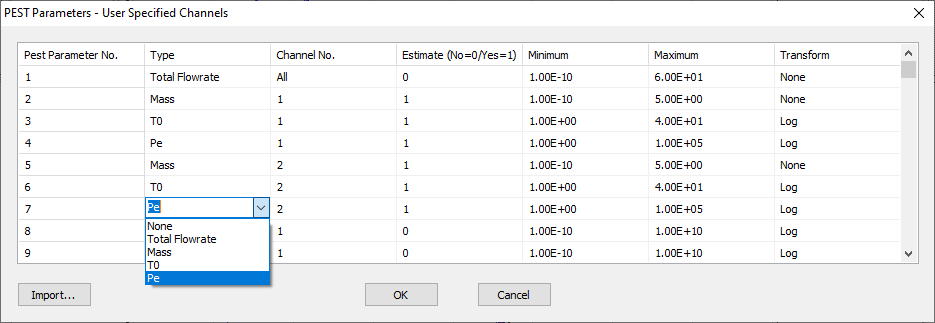 PEST Parameters - User Specified Channels
Pest Parameter No. Type Channel No. Estimate (No=0/Yes=1) Minimum Maximum Transform
1 Total Flowrate All 0 1.00E-10 6.00E+01 None
2 Mass 1 1 1.00E-10 5.00E+00 None
3 T0 1 1 1.00E+00 4.00E+01 Log
4 Pe 1 1 1.00E+00 1.00E+05 Log
5 Mass 2 1 1.00E-10 5.00E+00 None
6 T0 2 1 1.00E+00 4.00E+01 Log
7 Pe 2 1 1.00E+00 1.00E+05 Log
8 1 0 1.00E-10 1.00E+10 Log
9 1 0 1.00E-10 1.00E+10 Log
None
Total Flowrate
Mass
T0
Pe
Import... OK Cancel